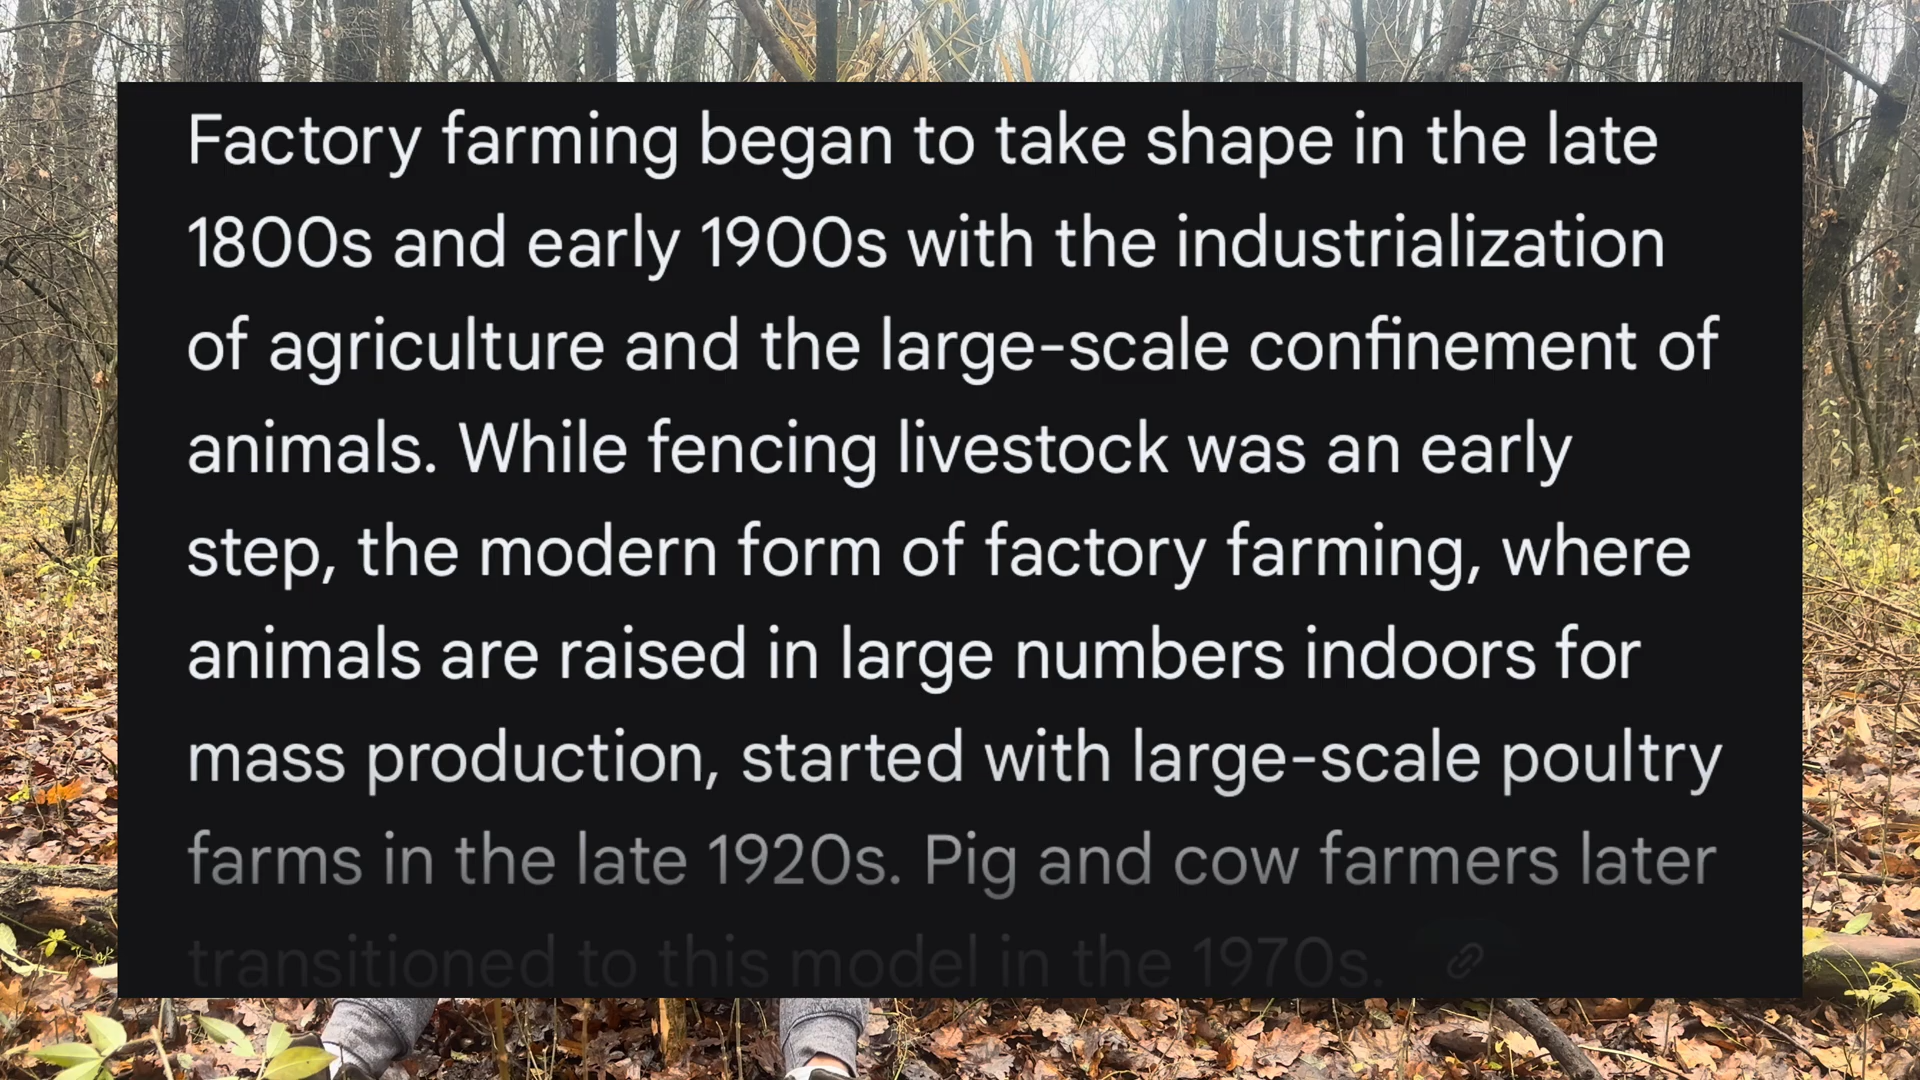 Factory farming began to take shape in the late
1800s and early 1900s with the industrialization
of agriculture and the large-scale confinement of
animals. While fencing livestock was an early
step, the modern form of factory farming, where
animals are raised in large numbers indoors for
mass production, started with large-scale poultry
farms in the late 1920s. Pig and cow farmers later
transitioned to this model in the 1970s.